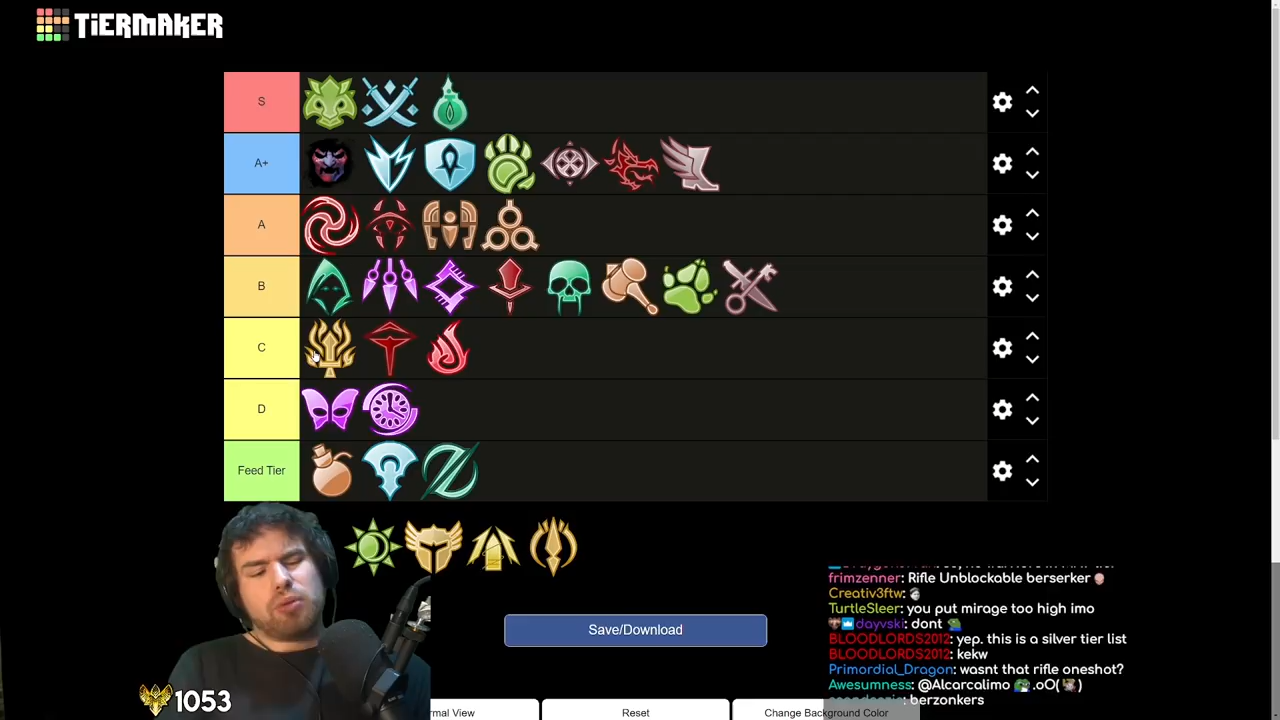 TIERMAKER
S
A+
A
B
C
D
Feed Tier
frimzenner: Rifle Unblockable berserker
Creativ3ftw:
TurtleSleer: you put mirage too high imo
dayvski: dont
BLOODLORDS2012: yep. this is a silver tier list
BLOODLORDS2012: kekw
Primordial_Dragon: wasnt that rifle oneshot?
Awesumness: @Alcarcalimo .oO( )
berzonkers
Save/Download
1053
rmal View
Reset
Change Background Color